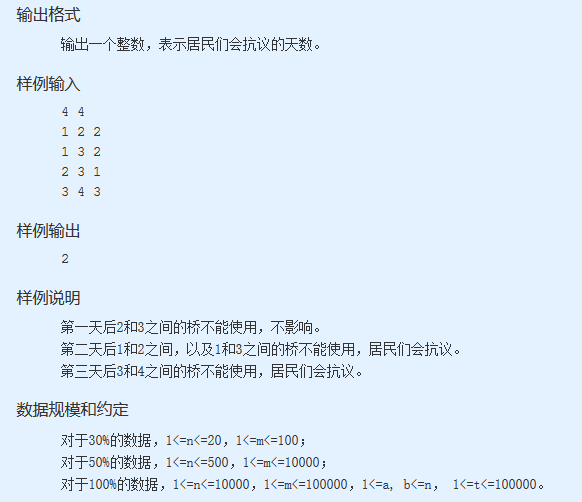 输出格式
输出一个整数，表示居民们会抗议的天数。
样例输入
4 4
1 2 2
1 3 2
2 3 1
3 4 3
样例输出
2
样例说明
第一天后2和3之间的桥不能使用，不影响。
第二天后1和2之间，以及1和3之间的桥不能使用，居民们会抗议。
第三天后3和4之间的桥不能使用，居民们会抗议。
数据规模和约定
对于30%的数据，1<=n<=20，1<=m<=100；
对于50%的数据，1<=n<=500，1<=m<=10000；
对于100%的数据，1<=n<=10000，1<=m<=100000，1<=a, b<=n， 1<=t<=100000。